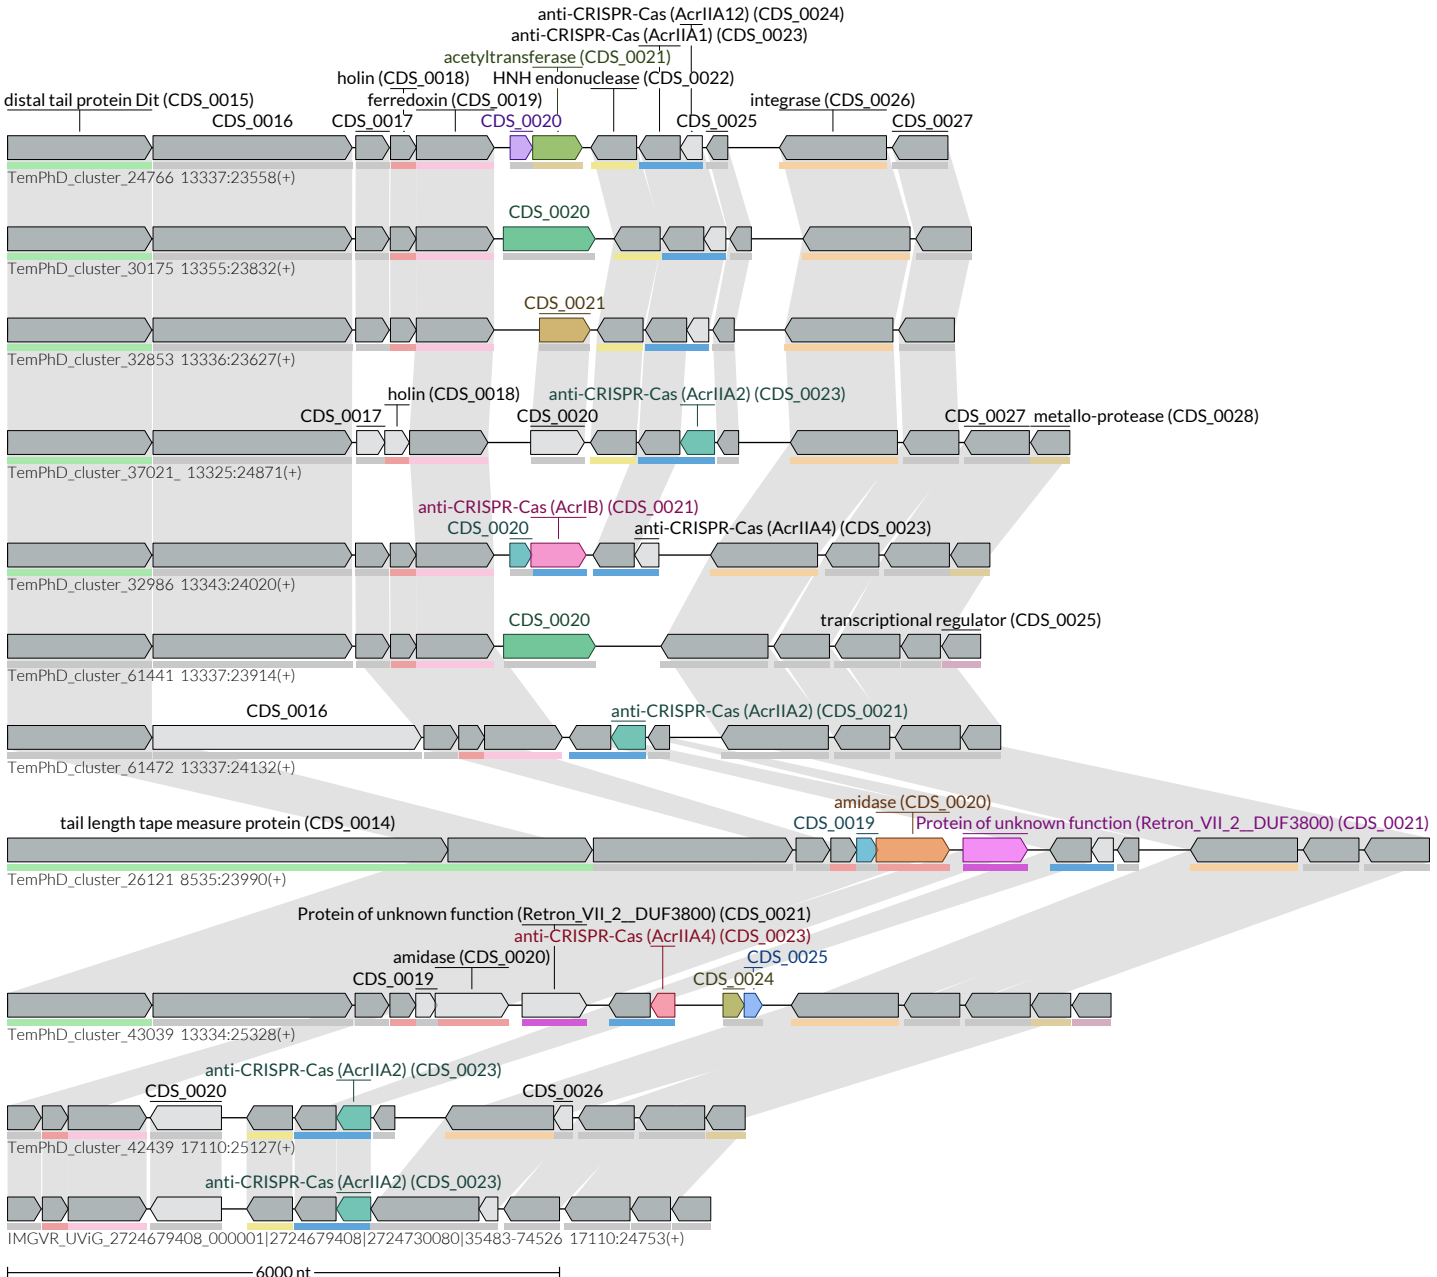 anti-CRISPR-Cas (AcrIIA12) (CDS_0024)
anti-CRISPR-Cas (AcrIIA1) (CDS_0023)
acetyltransferase (CDS_0021)
holin (CDS_0018) HNH endonuclease (CDS_0022)
distal tail protein Dit (CDS_0015) ferredoxin (CDS_0019) integrase (CDS_0026)
CDS_0016 CDS_0017 CDS_0020 CDS_0025 CDS_0027
TemPhD_cluster_24766 13337:23558(+)
CDS_0020
TemPhD_cluster_30175 13355:23832(+)
CDS_0021
TemPhD_cluster_32853 13336:23627(+)
holin (CDS_0018) anti-CRISPR-Cas (AcrIIA2) (CDS_0023)
CDS_0017 CDS_0020 CDS_0027 metallo-protease (CDS_0028)
TemPhD_cluster_37021_ 13325:24871(+)
anti-CRISPR-Cas (AcrIB) (CDS_0021)
CDS_0020 anti-CRISPR-Cas (AcrIIA4) (CDS_0023)
TemPhD_cluster_32986 13343:24020(+)
CDS_0020 transcriptional regulator (CDS_0025)
TemPhD_cluster_61441 13337:23914(+)
CDS_0016 anti-CRISPR-Cas (AcrIIA2) (CDS_0021)
TemPhD_cluster_61472 13337:24132(+)
amidase (CDS_0020)
tail length tape measure protein (CDS_0014) CDS_0019 Protein of unknown function (Retron_VII_2__DUF3800) (CDS_0021)
TemPhD_cluster_26121 8535:23990(+)
Protein of unknown function (Retron_VII_2__DUF3800) (CDS_0021)
anti-CRISPR-Cas (AcrIIA4) (CDS_0023)
amidase (CDS_0020) CDS_0025
CDS_0019 CDS_0024
TemPhD_cluster_43039 13334:25328(+)
anti-CRISPR-Cas (AcrIIA2) (CDS_0023)
CDS_0020 CDS_0026
TemPhD_cluster_42439 17110:25127(+)
anti-CRISPR-Cas (AcrIIA2) (CDS_0023)
IMGVR_UViG_2724679408_000001|2724679408|2724730080|35483-74526 17110:24753(+)
6000 nt